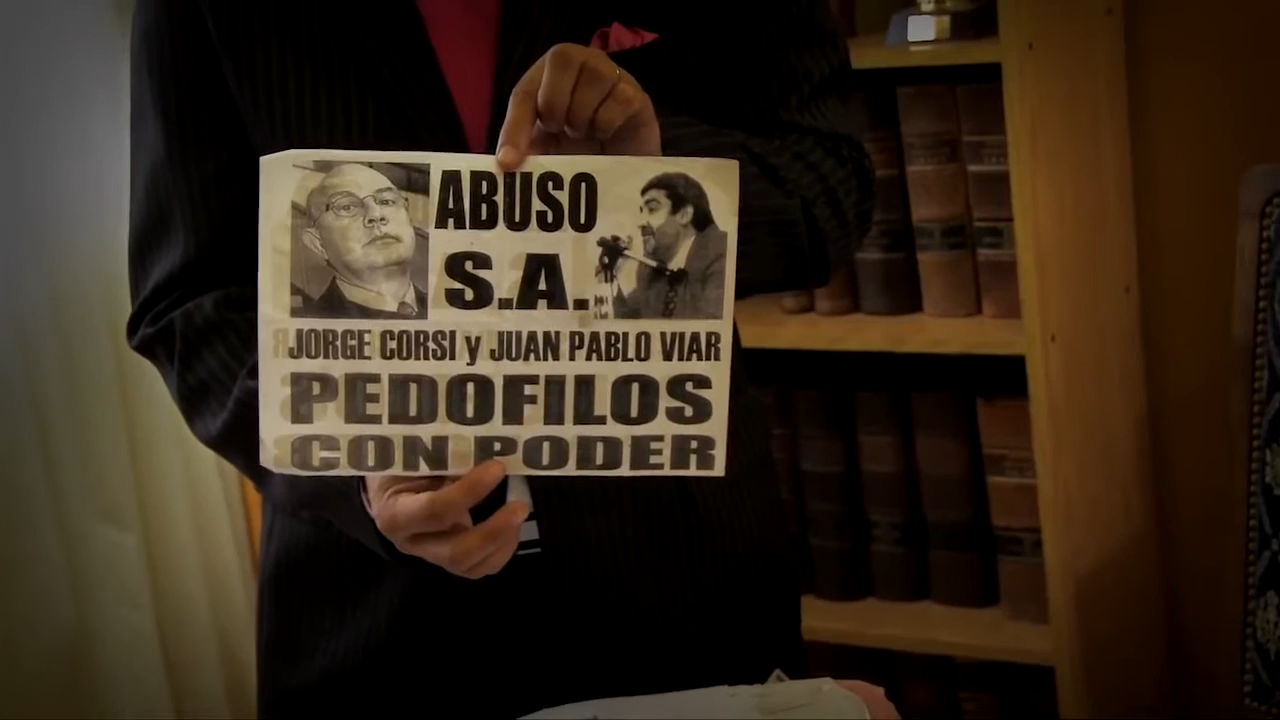 ABUSO
S.A.
JORGE CORSI y JUAN PABLO VIAR
PEDOFILOS
CON PODER